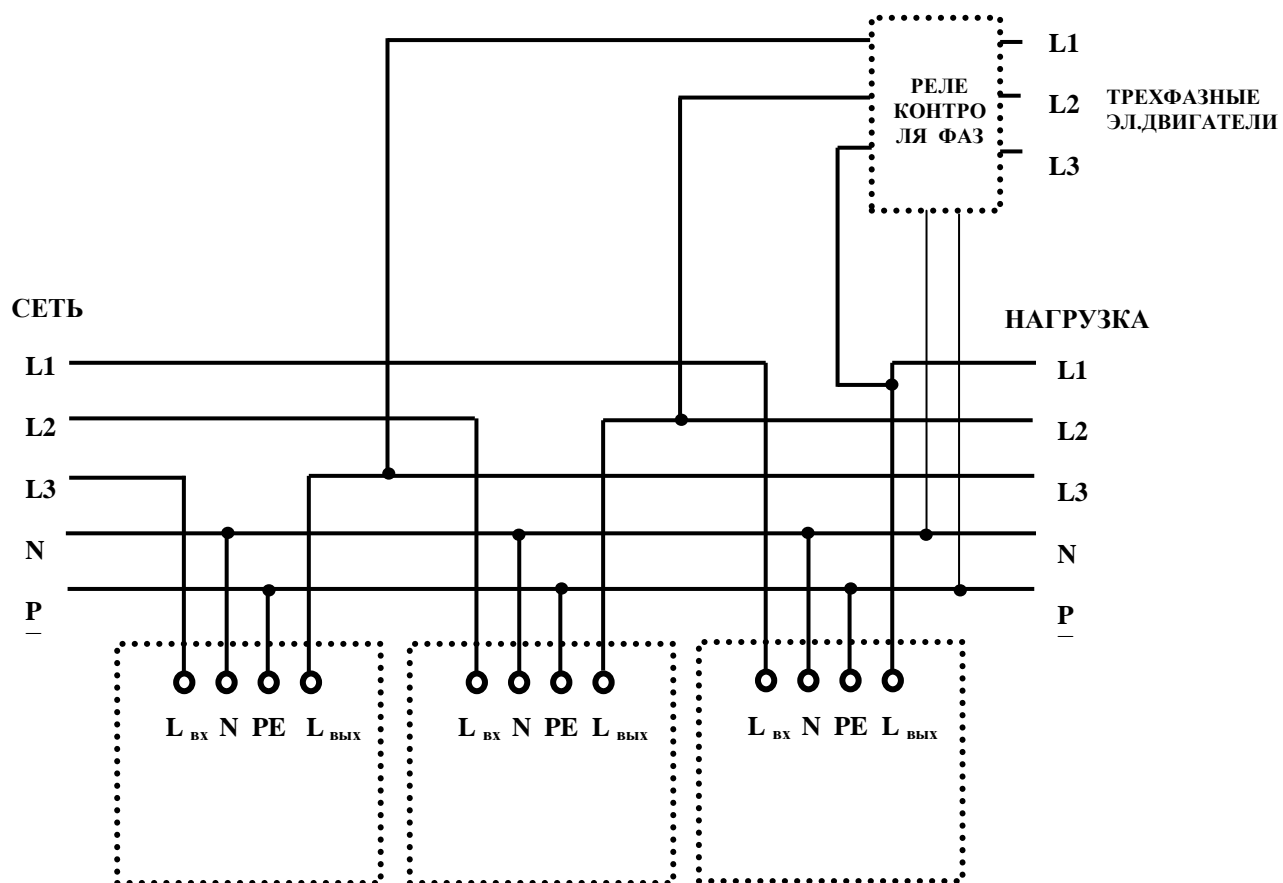 L1
РЕЛЕ
КОНТРО
ЛЯ ФАЗ
L2
ТРЕХФАЗНЫЕ
ЭЛ.ДВИГАТЕЛИ
L3
СЕТЬ
НАГРУЗКА
L1
L1
L2
L2
L3
L3
N
N
P
P
L вх N PE L вых
L вх N PE L вых
L вх N PE L вых